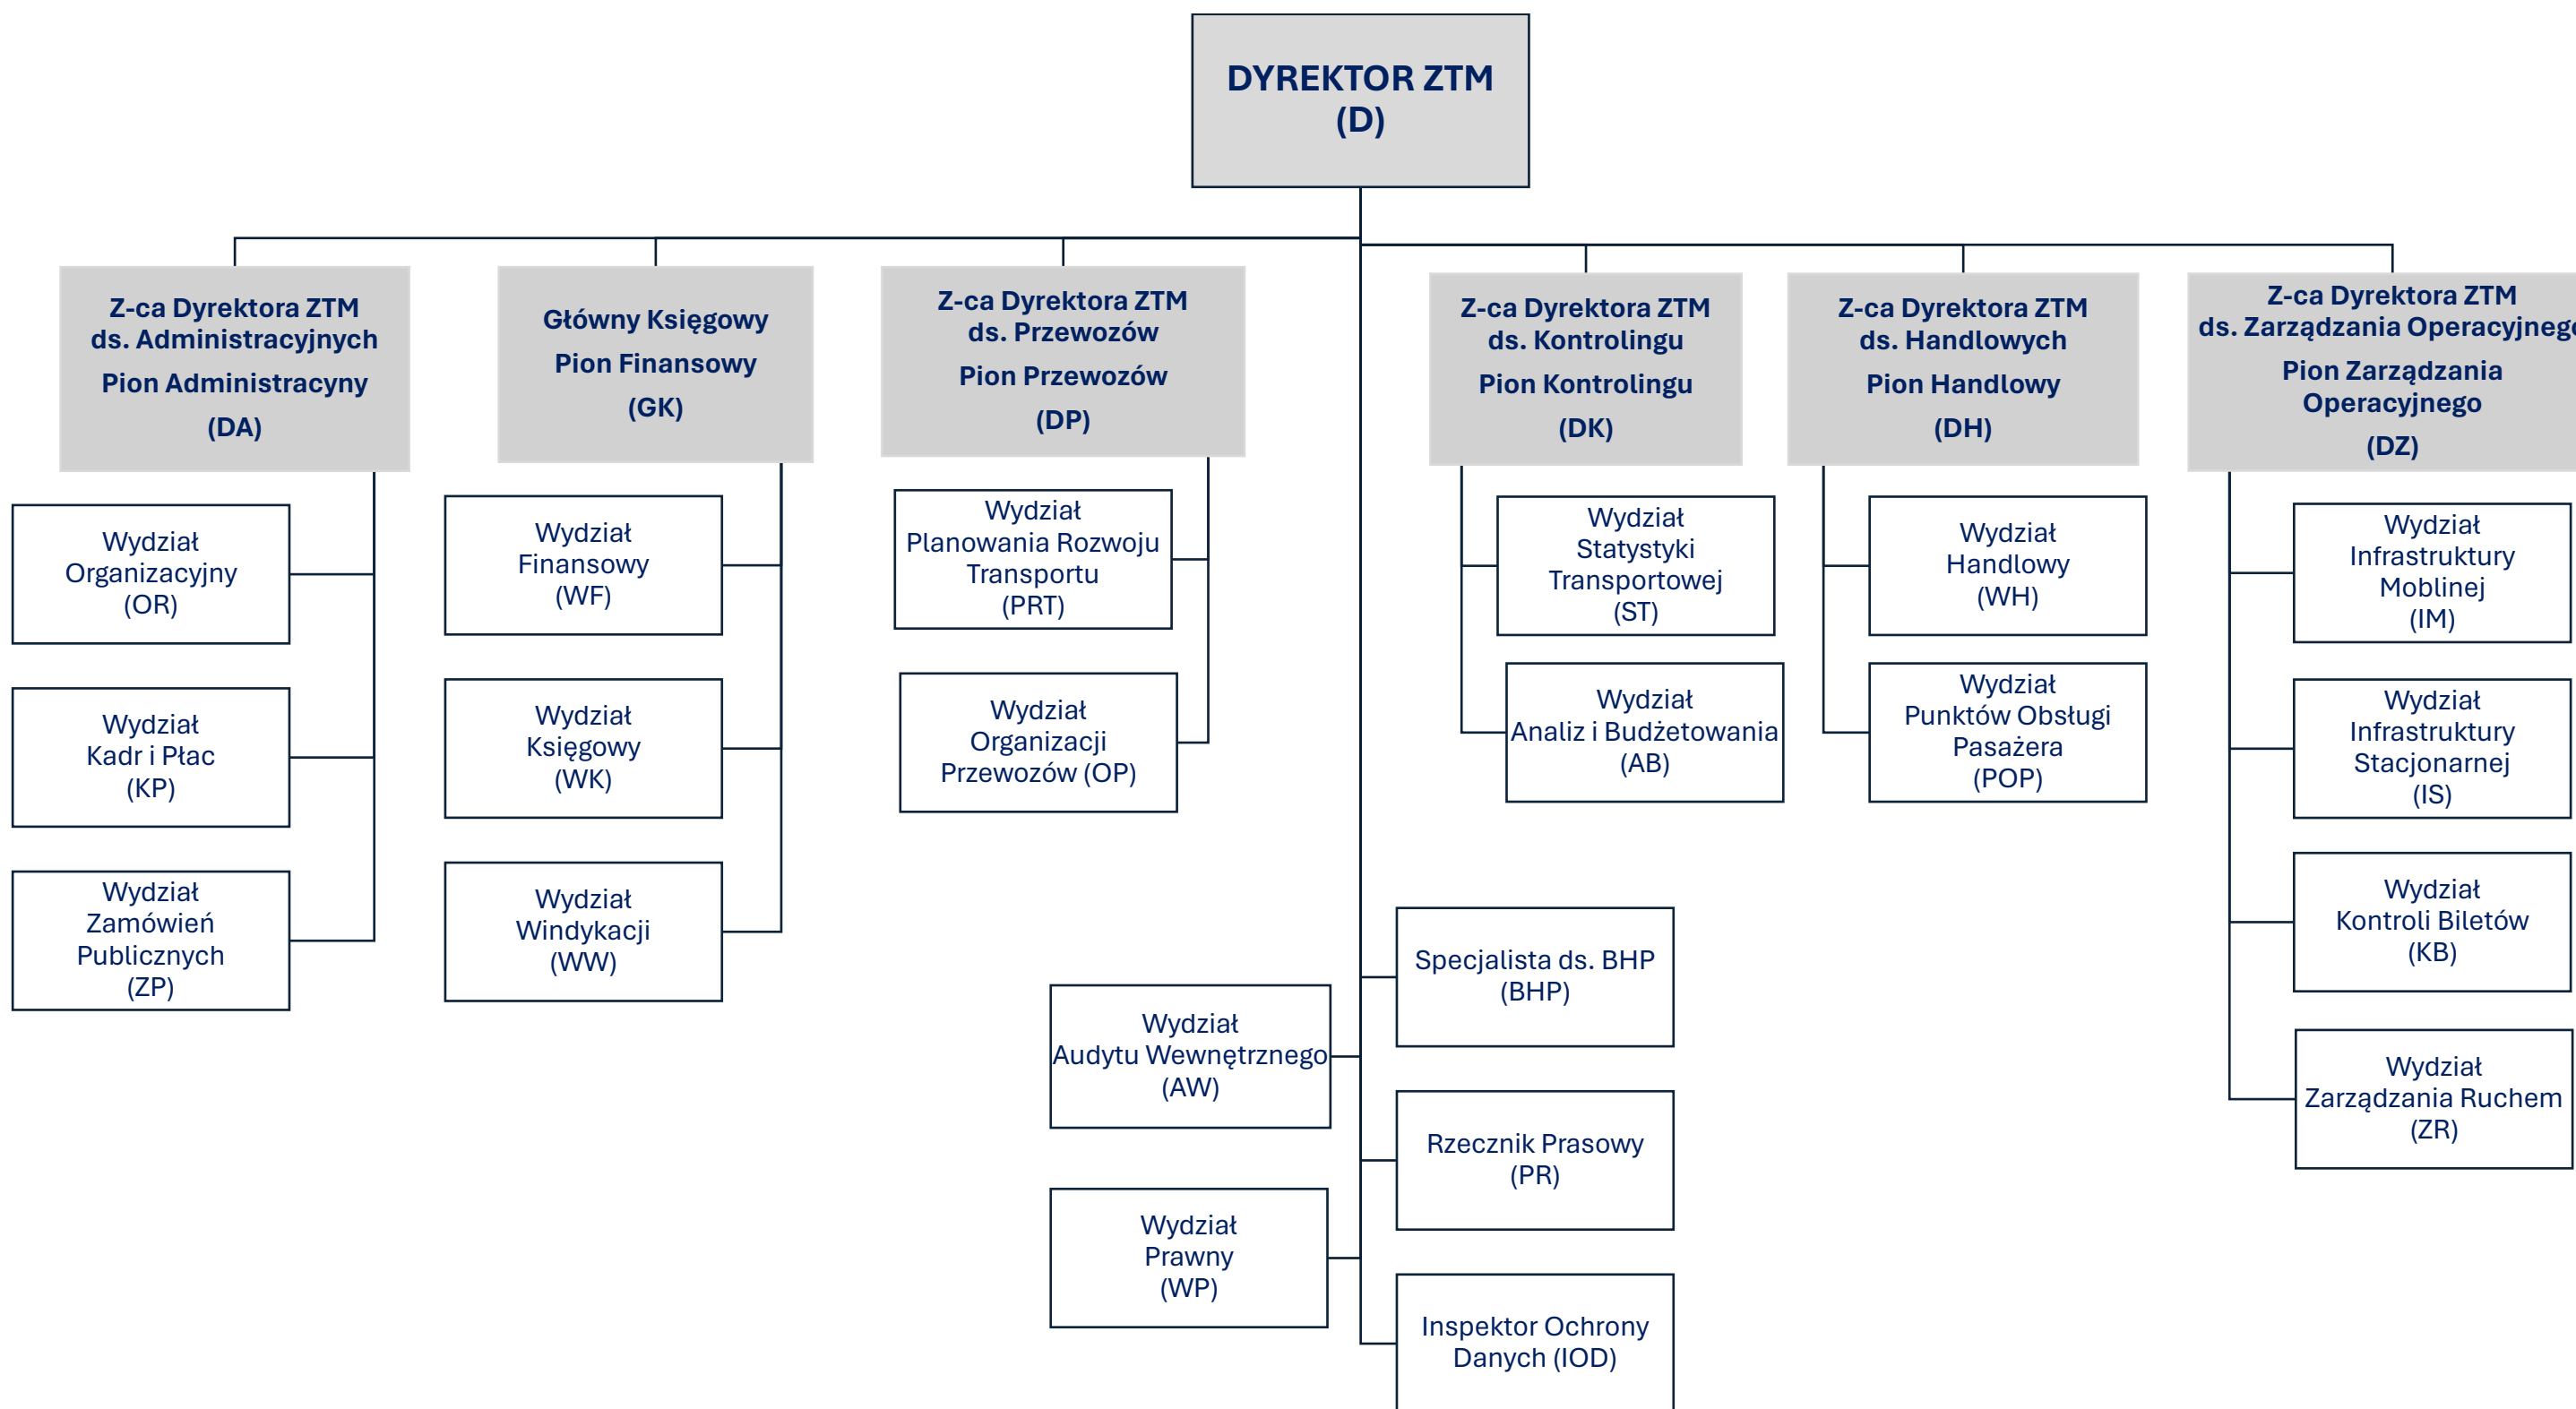 DYREKTOR ZTM
(D)
Z-ca Dyrektora ZTM
ds. Administracyjnych
Pion Administracyny
(DA)
Główny Księgowy
Pion Finansowy
(GK)
Z-ca Dyrektora ZTM
ds. Przewozów
Pion Przewozów
(DP)
Z-ca Dyrektora ZTM
ds. Kontrolingu
Pion Kontrolingu
(DK)
Z-ca Dyrektora ZTM
ds. Handlowych
Pion Handlowy
(DH)
Z-ca Dyrektora ZTM
ds. Zarządzania Operacyjnego
Pion Zarządzania
Operacyjnego
(DZ)
Wydział
Organizacyjny
(OR)
Wydział
Kadr i Płac
(KP)
Wydział
Zamówień
Publicznych
(ZP)
Wydział
Finansowy
(WF)
Wydział
Księgowy
(WK)
Wydział
Windykacji
(WW)
Wydział
Planowania Rozwoju
Transportu
(PRT)
Wydział
Organizacji
Przewozów (OP)
Wydział
Statystyki
Transportowej
(ST)
Wydział
Analiz i Budżetowania
(AB)
Wydział
Handlowy
(WH)
Wydział
Punktów Obsługi
Pasażera
(POP)
Wydział
Infrastruktury
Moblinej
(IM)
Wydział
Infrastruktury
Stacjonarnej
(IS)
Wydział
Kontroli Biletów
(KB)
Wydział
Zarządzania Ruchem
(ZR)
Wydział
Audytu Wewnętrznego
(AW)
Wydział
Prawny
(WP)
Specjalista ds. BHP
(BHP)
Rzecznik Prasowy
(PR)
Inspektor Ochrony
Danych (IOD)